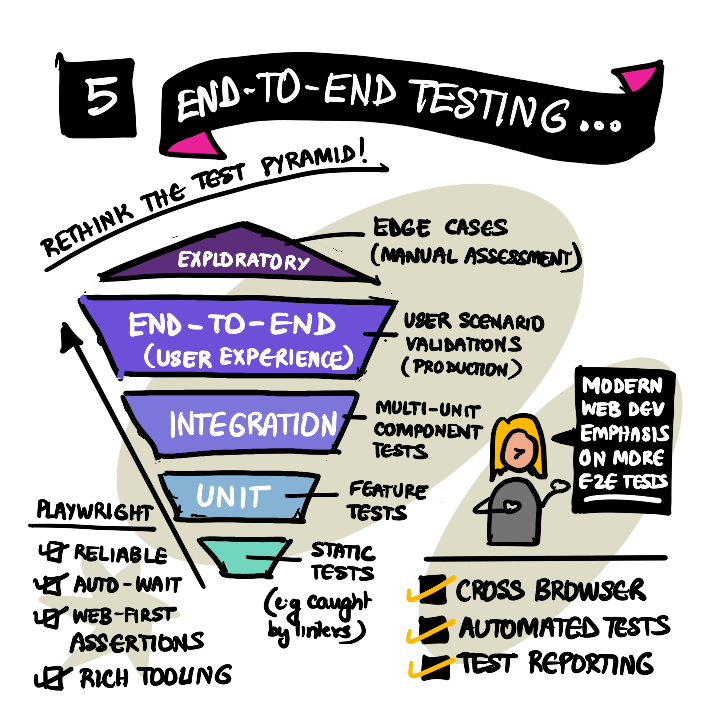 5
END-TO-END TESTING...
RETHINK THE TEST PYRAMID!
EXPLORATORY
EDGE CASES
(MANUAL ASSESSMENT)
END-TO-END
(USER EXPERIENCE)
USER SCENARIO
VALIDATIONS
(PRODUCTION)
INTEGRATION
MULTI-UNIT
COMPONENT
TESTS
UNIT
FEATURE
TESTS
STATIC
TESTS
(e.g caught
by linters)
MODERN
WEB DEV
EMPHASIS
ON MORE
E2E TESTS
PLAYWRIGHT
RELIABLE
AUTO-WAIT
WEB-FIRST
ASSERTIONS
RICH TOOLING
CROSS BROWSER
AUTOMATED TESTS
TEST REPORTING